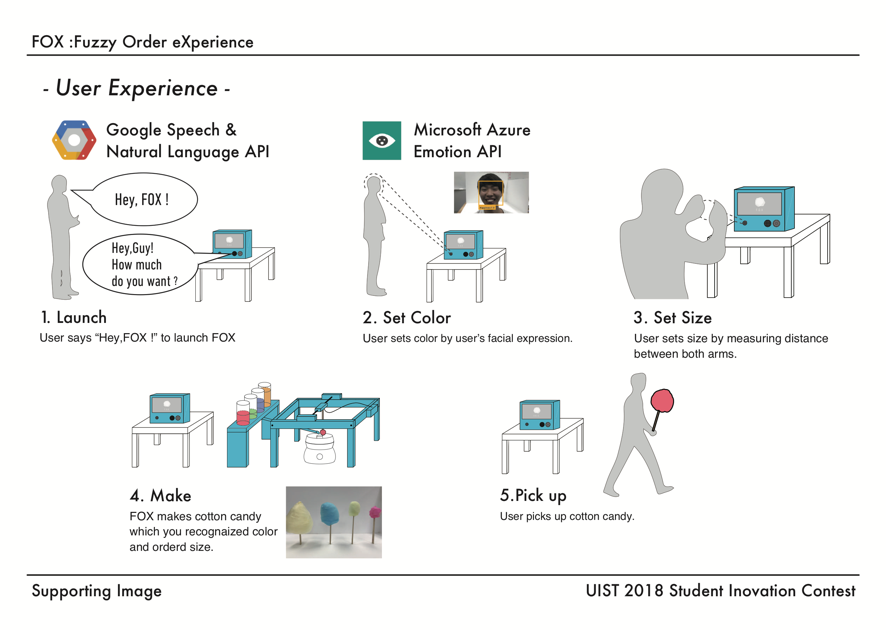 FOX :Fuzzy Order eXperience
- User Experience -
Google Speech &
Natural Language API
Microsoft Azure
Emotion API
Hey, FOX !
Hey,Guy!
How much
do you want ?
1. Launch
User says “Hey,FOX !” to launch FOX
2. Set Color
User sets color by user’s facial expression.
3. Set Size
User sets size by measuring distance
between both arms.
4. Make
FOX makes cotton candy
which you recognaized color
and orderd size.
5.Pick up
User picks up cotton candy.
Supporting Image
UIST 2018 Student Inovation Contest